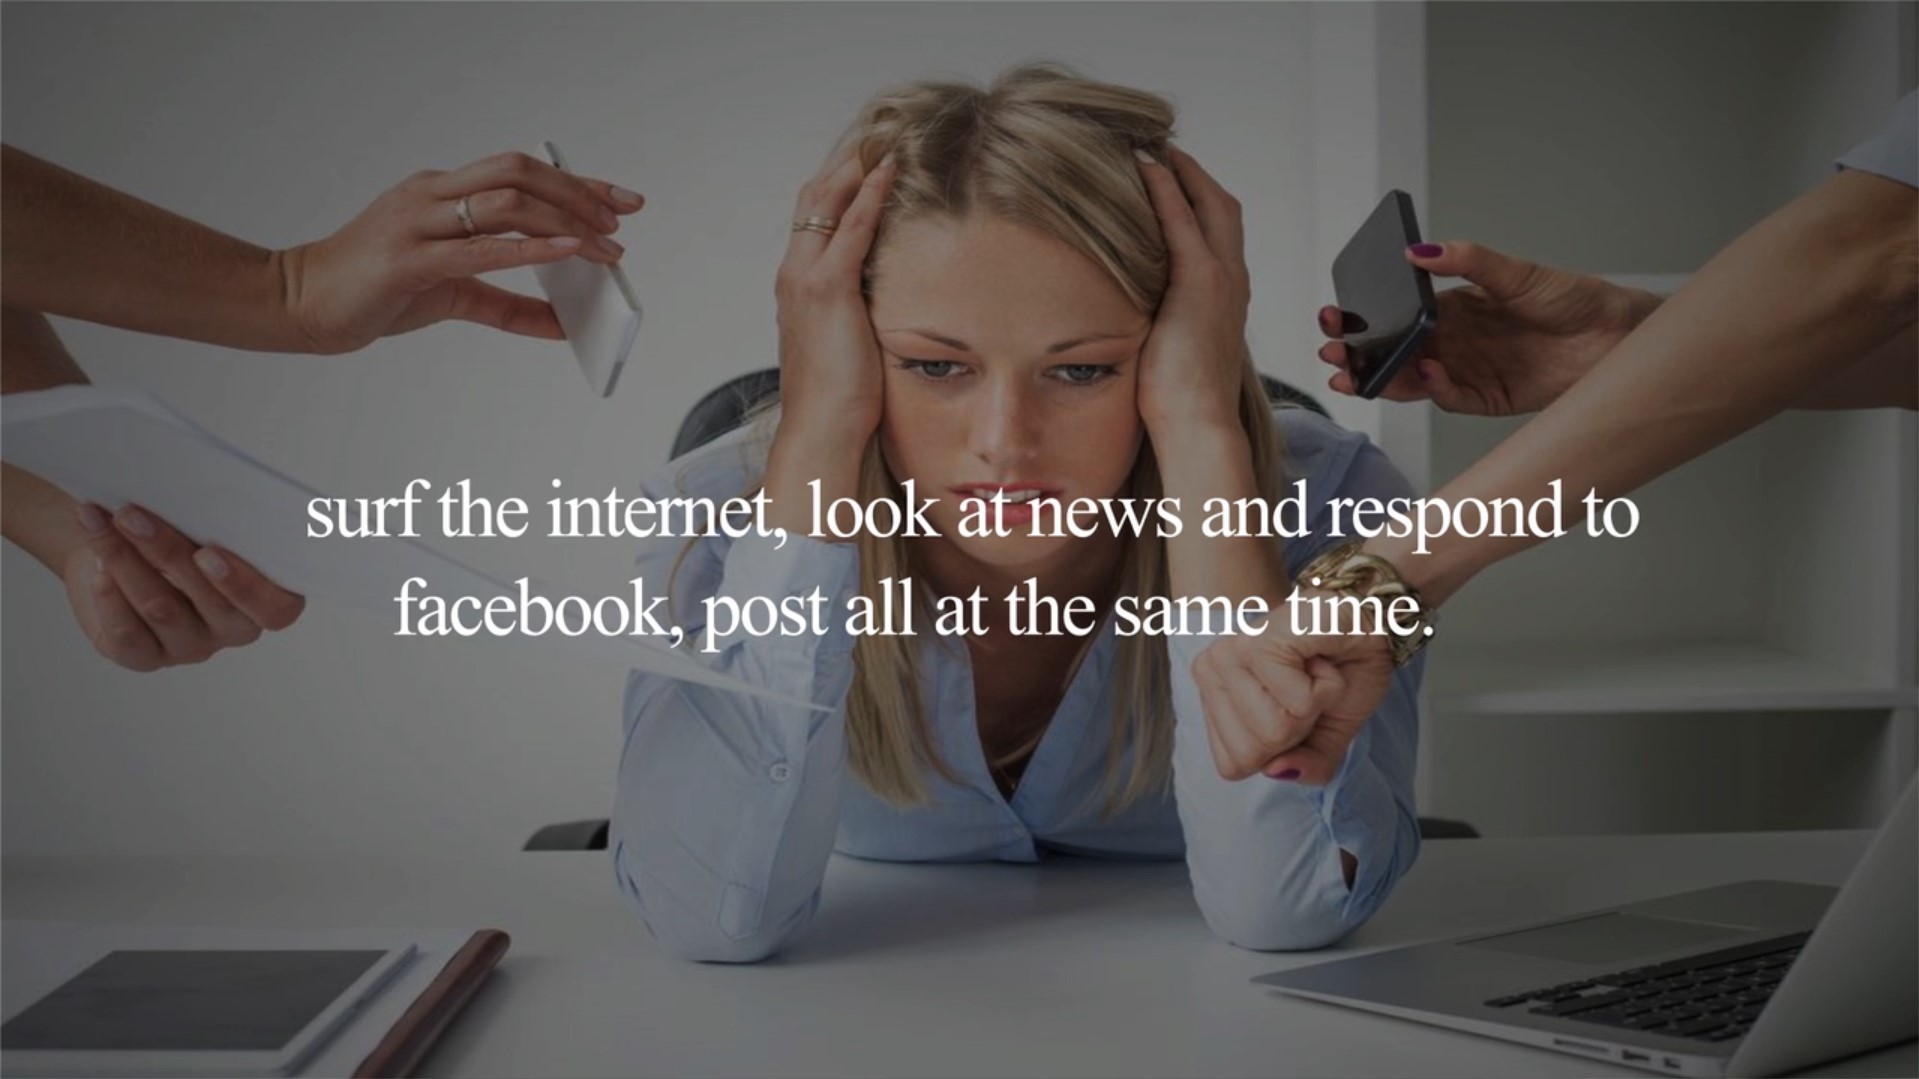 surf the internet, look at news and respond to
facebook, post all at the same time.